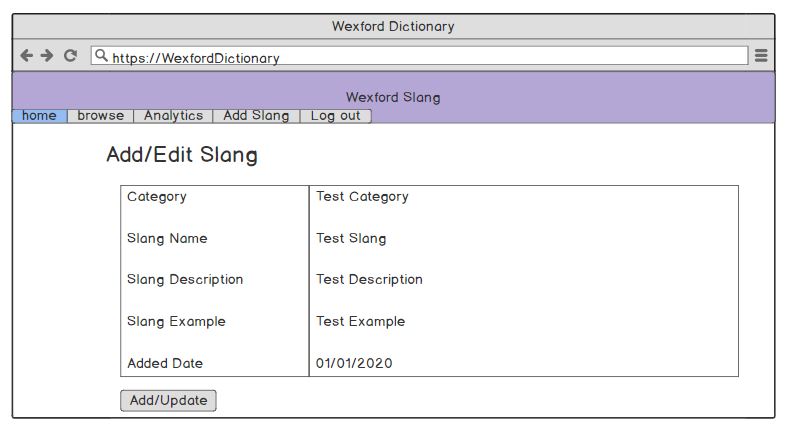 Wexford Dictionary
https://WexfordDictionary
Wexford Slang
home browse Analytics Add Slang Log out
Add/Edit Slang
Category Test Category
Slang Name Test Slang
Slang Description Test Description
Slang Example Test Example
Added Date 01/01/2020
Add/Update